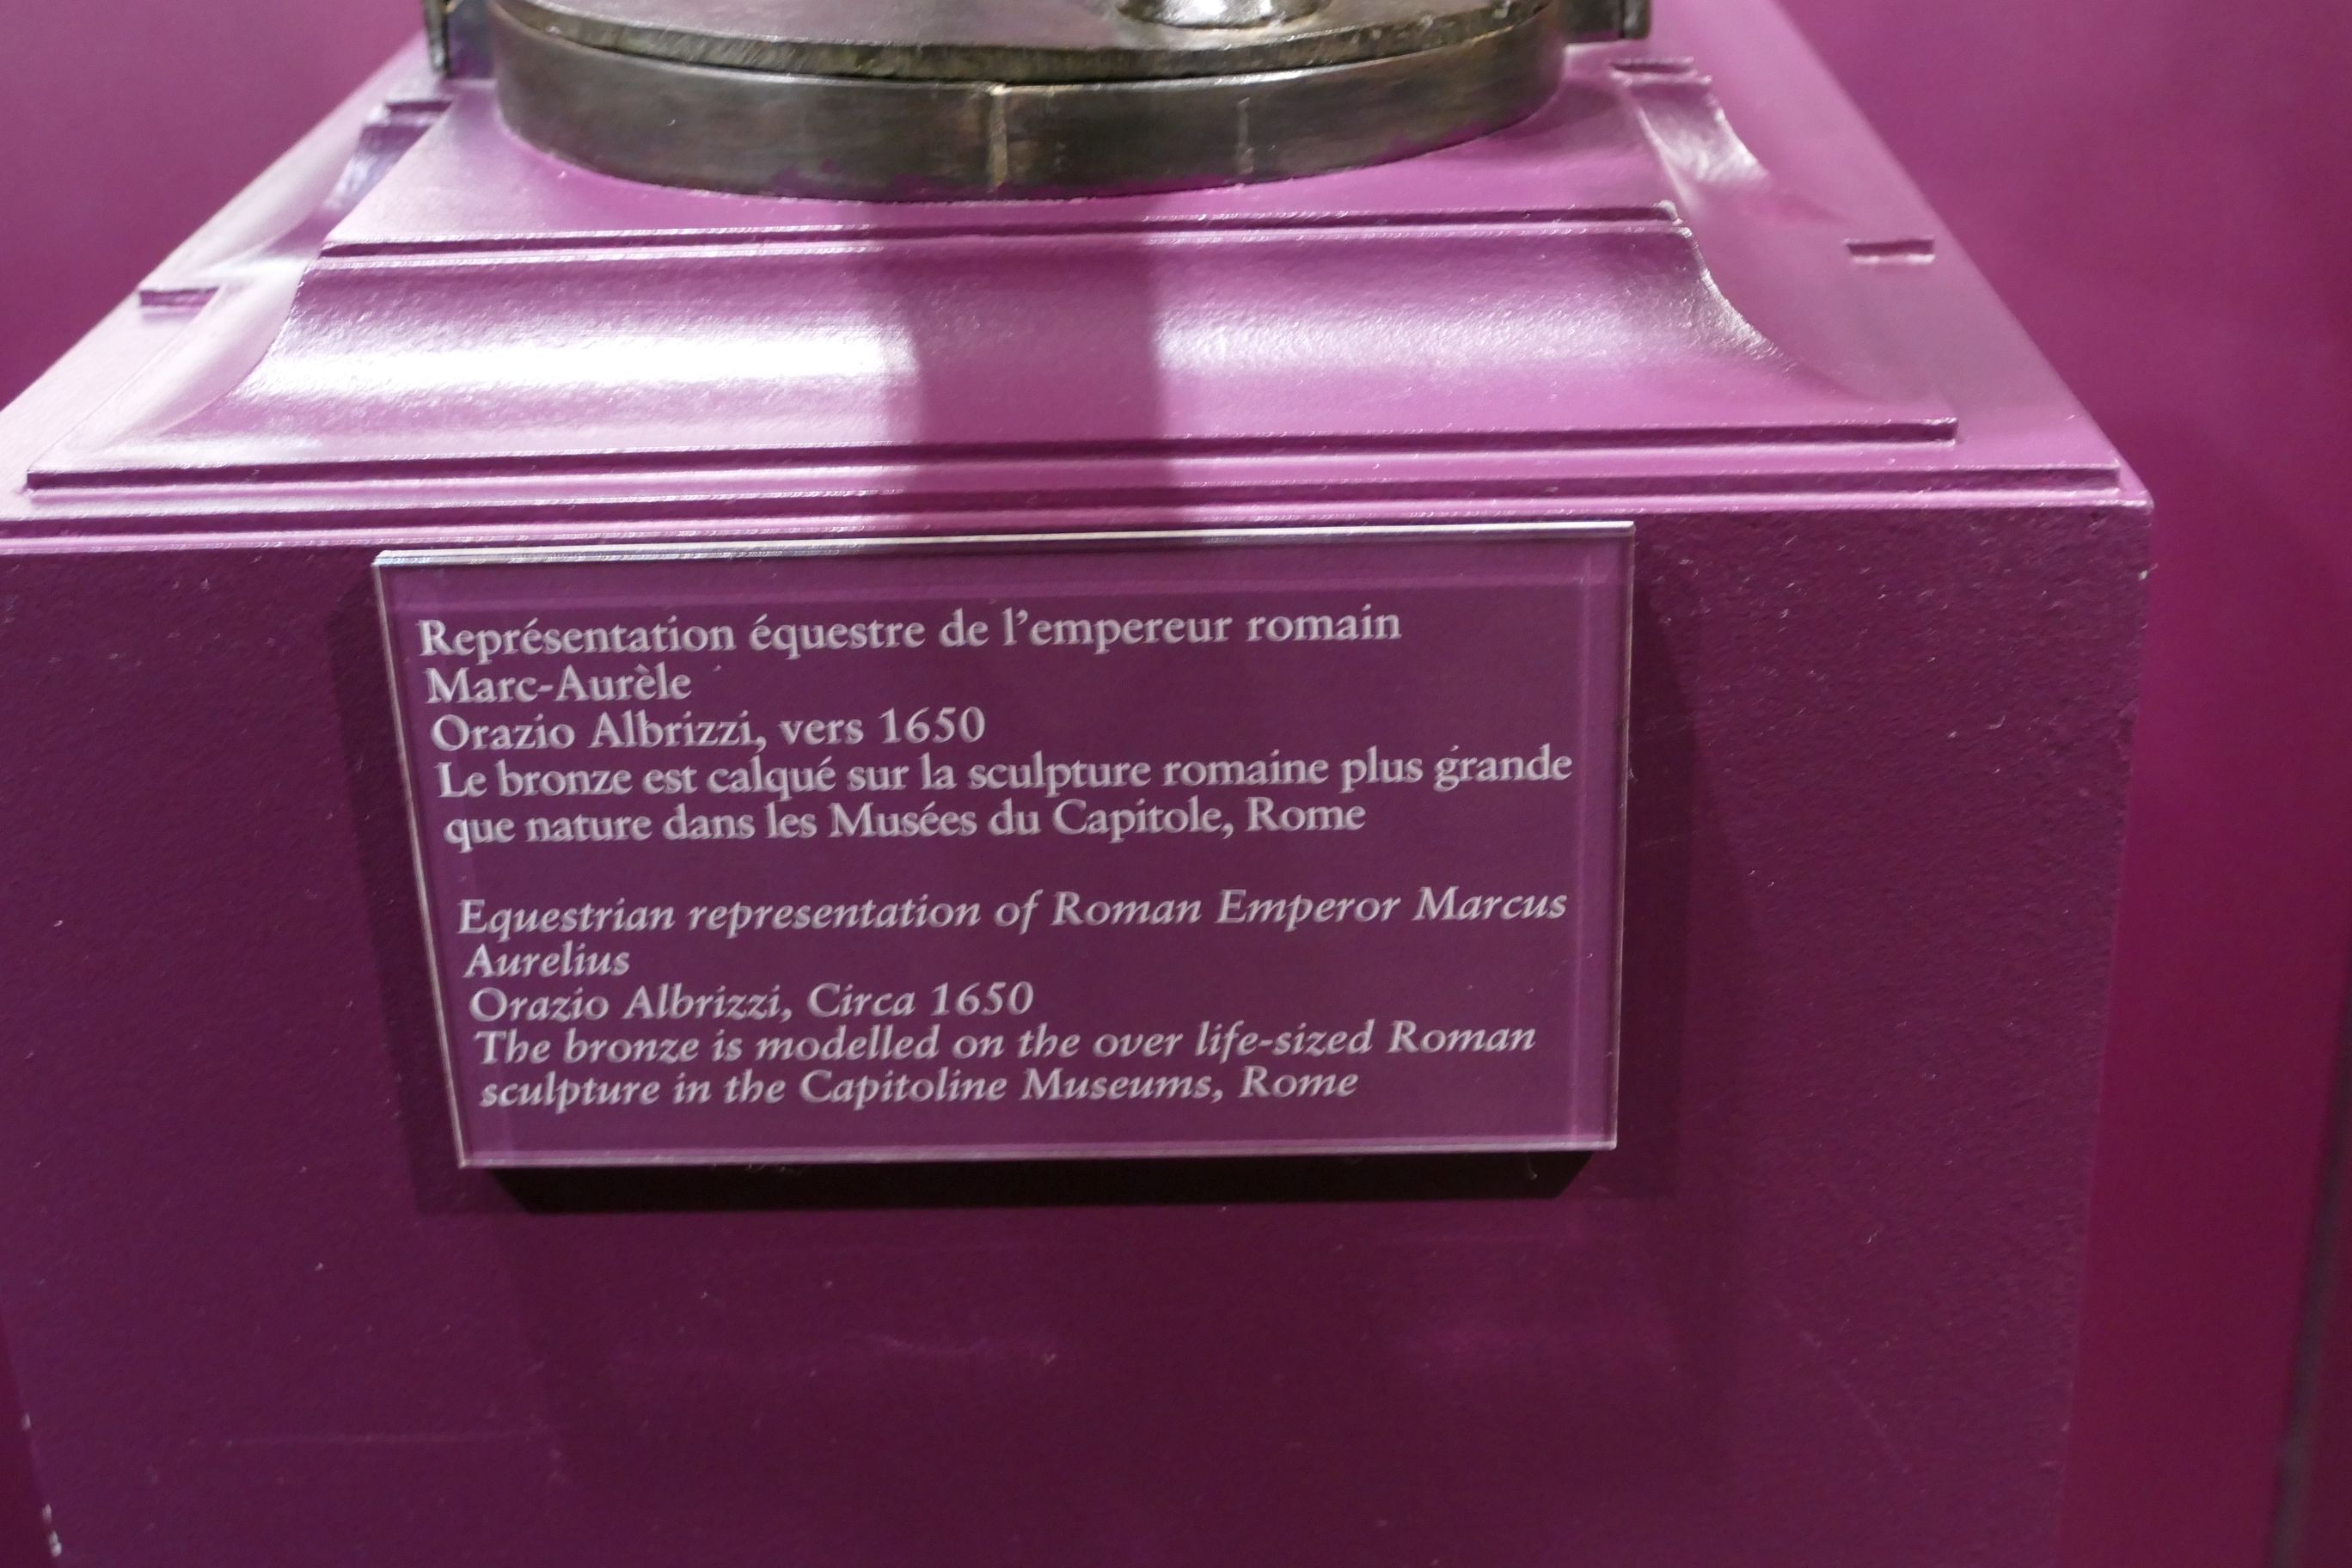 Représentation équestre de l'empereur romain
Marc-Aurèle
Orazio Albrizzi, vers 1650
Le bronze est calqué sur la sculpture romaine plus grande
que nature dans les Musées du Capitole, Rome
Equestrian representation of Roman Emperor Marcus
Aurelius
Orazio Albrizzi, Circa 1650
The bronze is modelled on the over life-sized Roman
sculpture in the Capitoline Museums, Rome